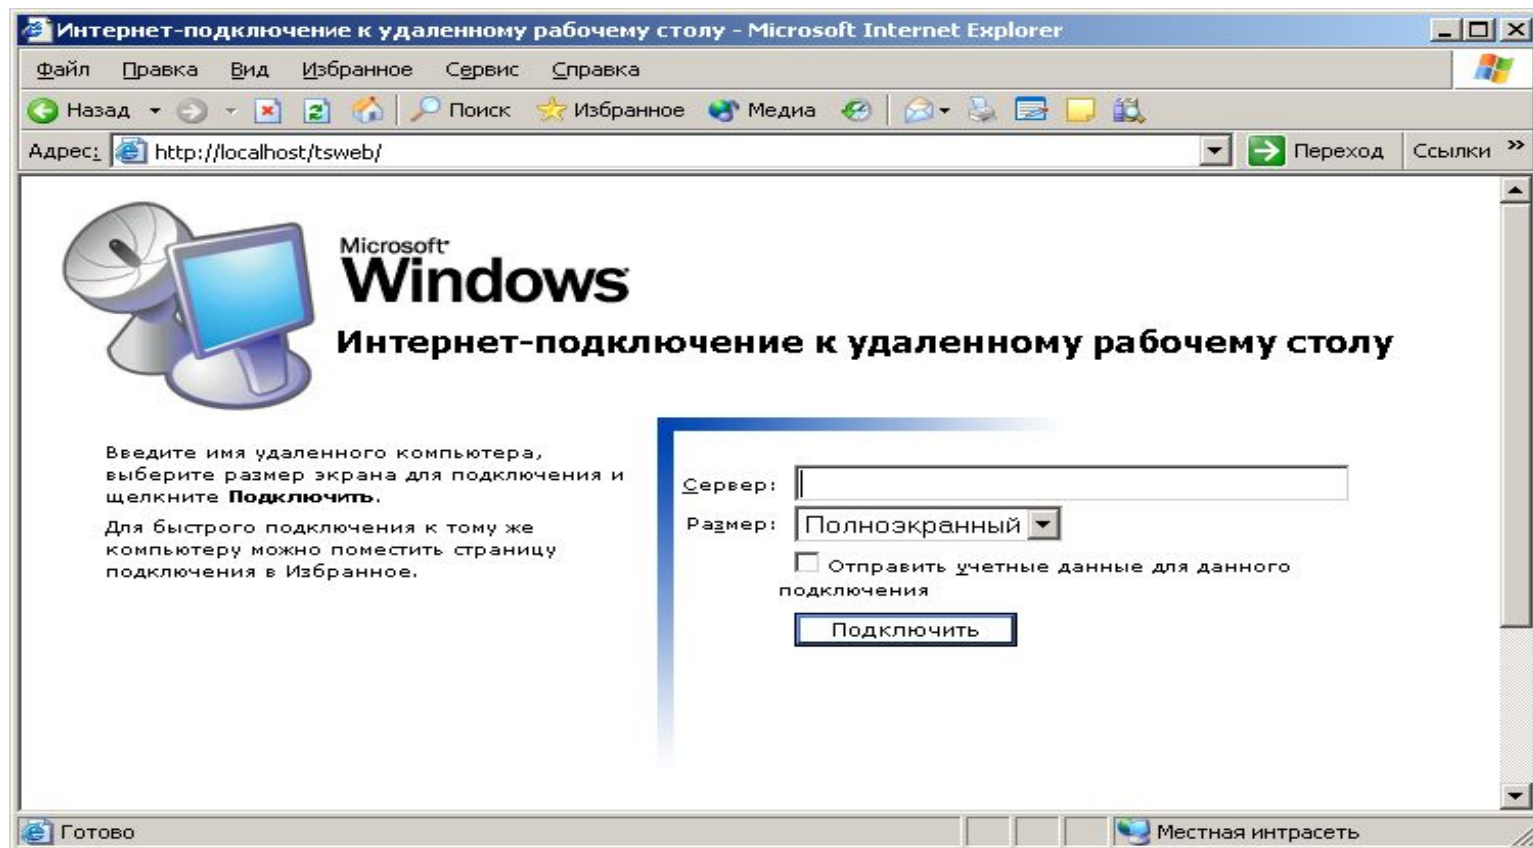 Интернет-подключение к удаленному рабочему столу - Microsoft Internet Explorer
Файл Правка Вид Избранное Сервис Справка
Назад Поиск Избранное Медиа
Адрес: http://localhost/tsweb/ Переход Ссылки »
Microsoft
Windows
Интернет-подключение к удаленному рабочему столу
Введите имя удаленного компьютера,
выберите размер экрана для подключения и
щелкните Подключить.
Для быстрого подключения к тому же
компьютеру можно поместить страницу
подключения в Избранное.
Сервер:
Размер: Полноэкранный
Отправить учетные данные для данного
подключения
Подключить
Готово Местная интрасеть